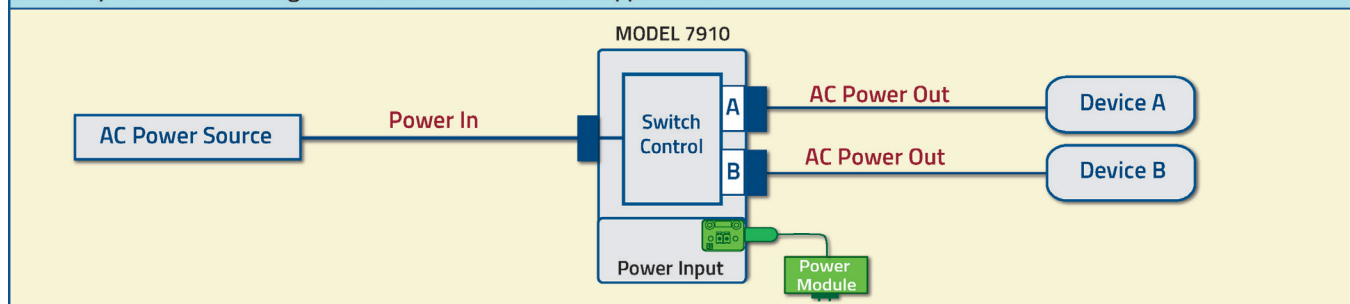 MODEL 7910
AC Power Source
Power In
Switch
Control
A
B
AC Power Out
AC Power Out
Device A
Device B
Power Input
Power
Module